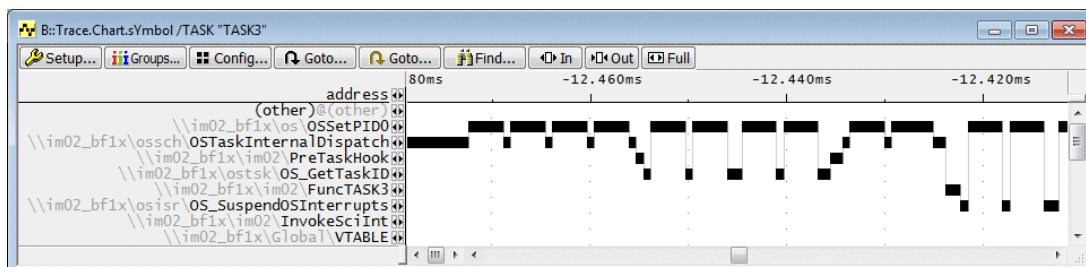 B::Trace.Chart.sYmbol /TASK "TASK3"
Setup... Groups... Config... Goto... Goto... Find... In Out Full
80ms -12.460ms -12.440ms -12.420ms
address
(other)@(other)
\\im02_bf1x\os\OSSetPID0
\\im02_bf1x\ossch\OSTaskInternalDispatch
\\im02_bf1x\im02\PreTaskHook
\\im02_bf1x\ostsk\OS_GetTaskID
\\im02_bf1x\im02\FuncTASK3
\\im02_bf1x\osisr\OS_SuspendOSInterrupts
\\im02_bf1x\im02\InvokeSciInt
\\im02_bf1x\Global\VTABLE